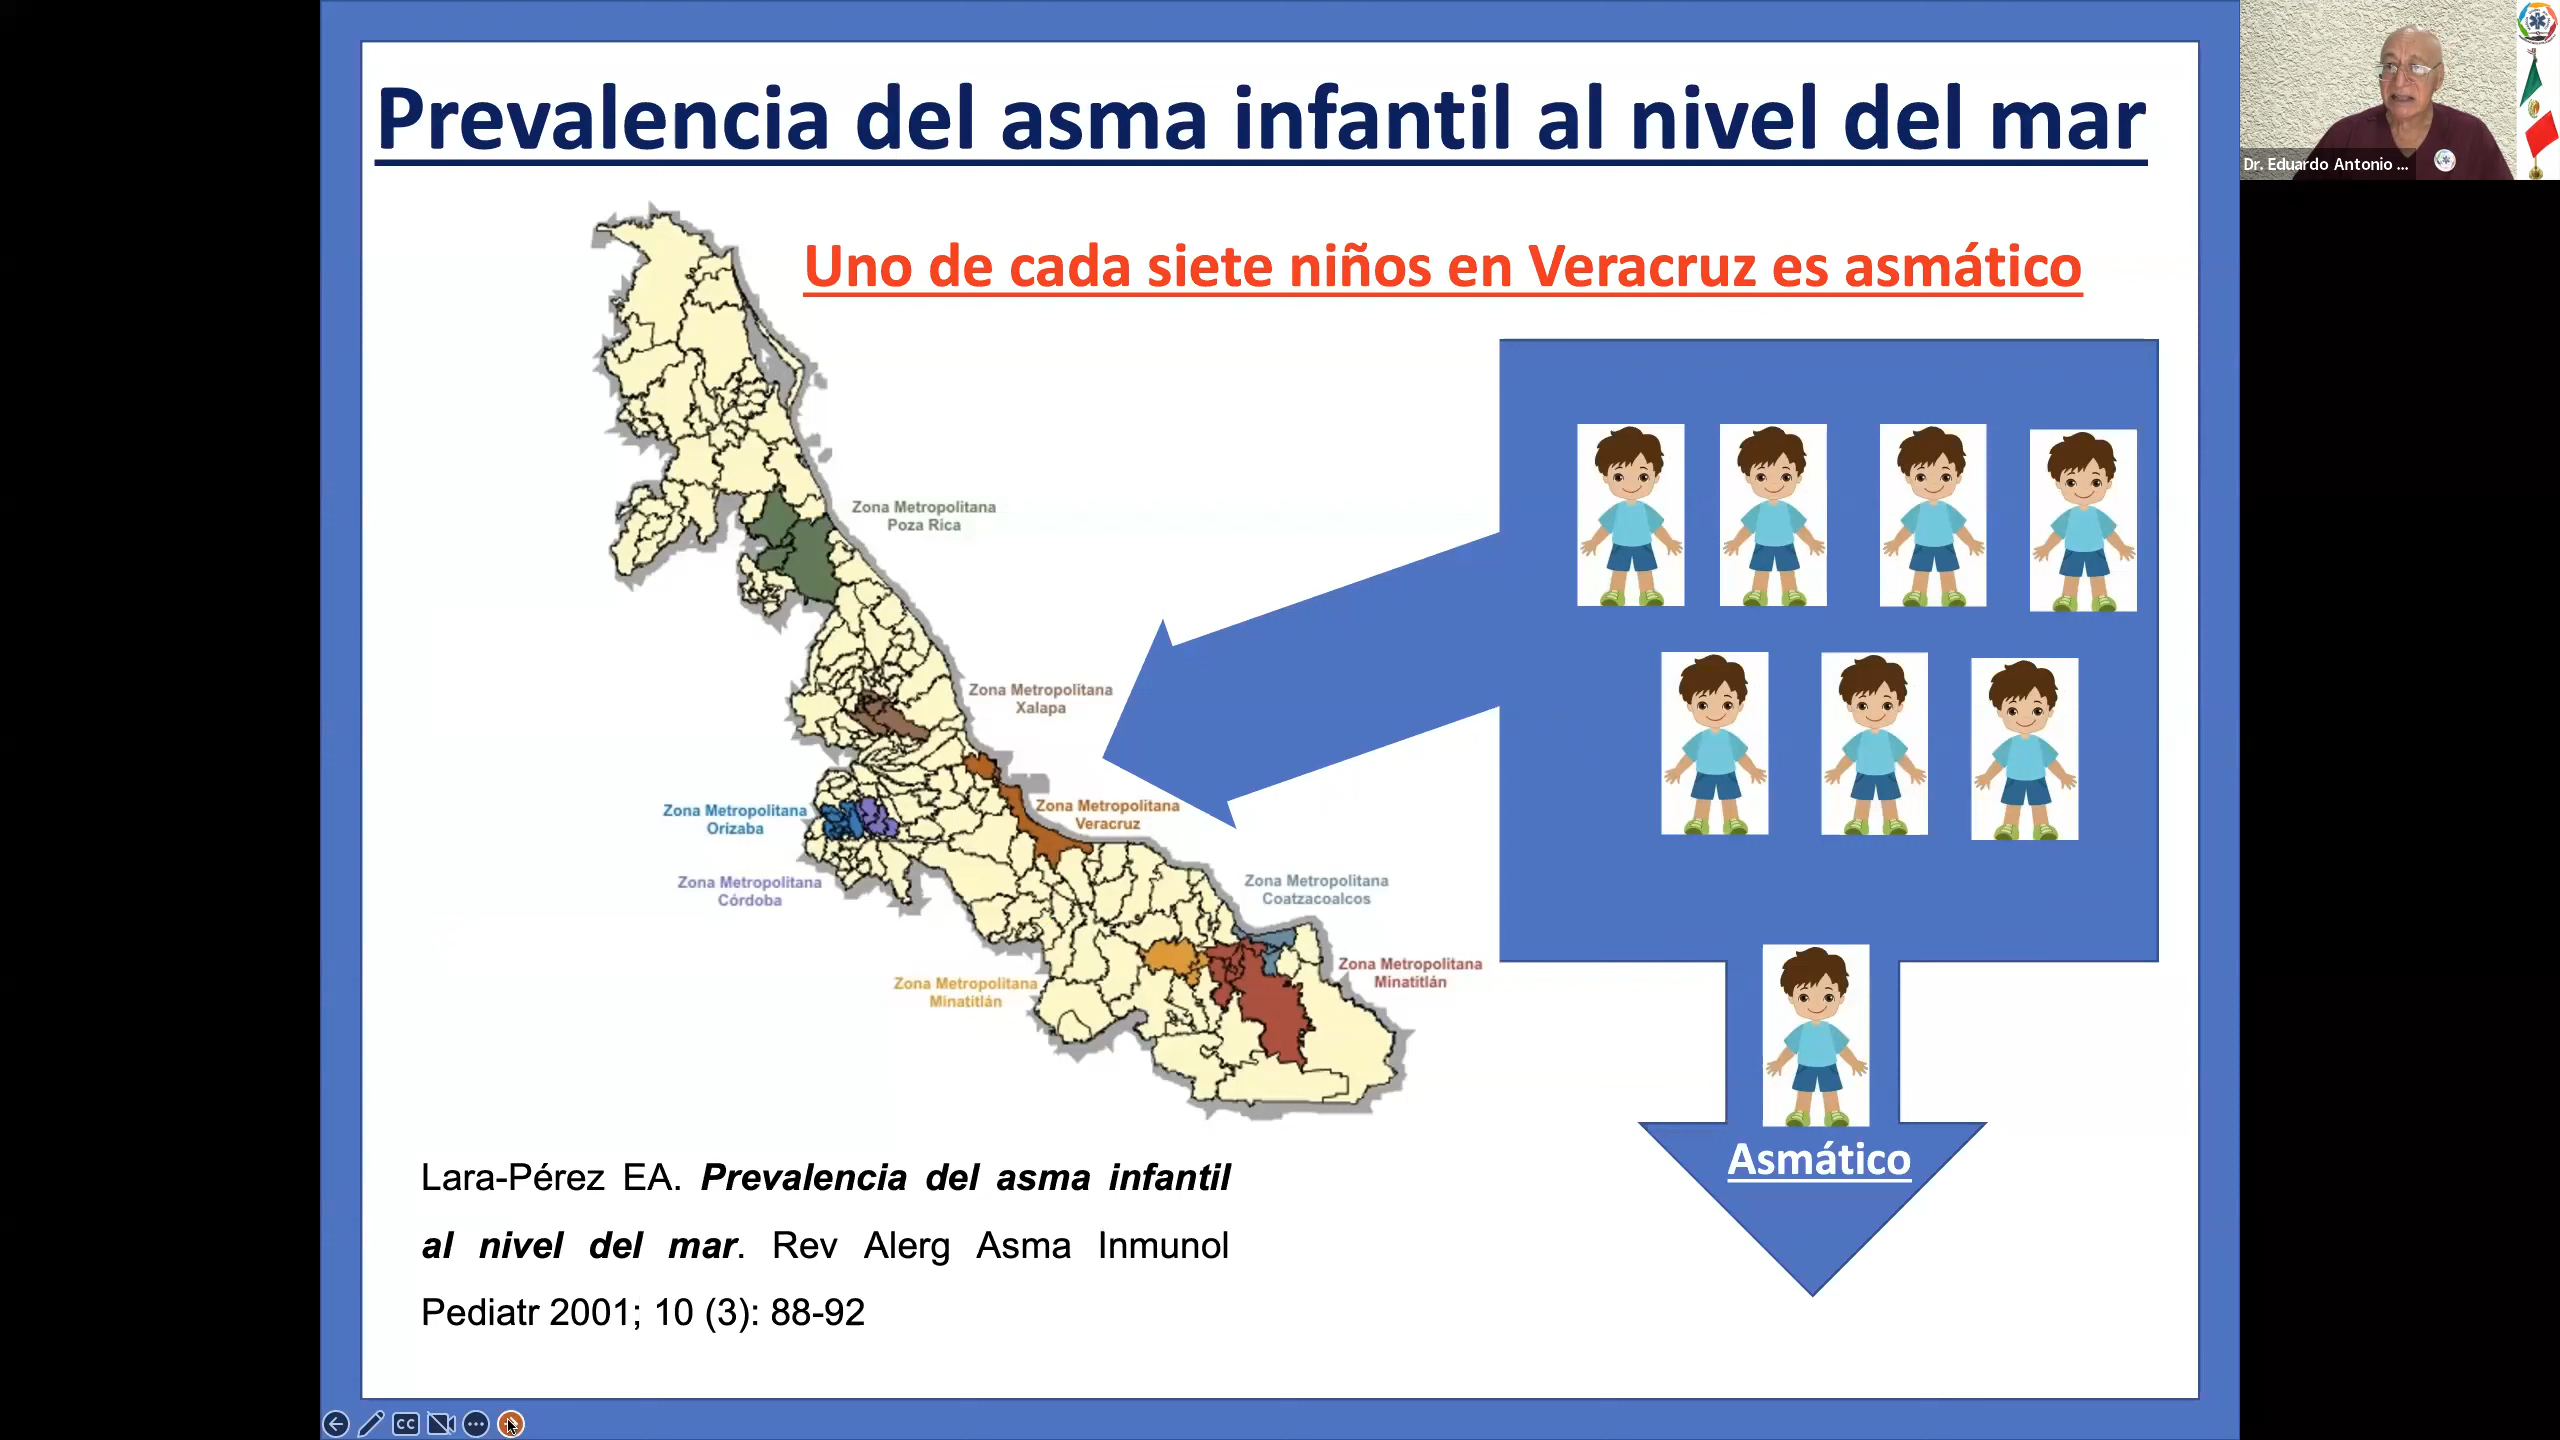 Prevalencia del asma infantil al nivel del mar
Dr. Eduardo Antonio ...
Uno de cada siete niños en Veracruz es asmático
Zona Metropolitana
Poza Rica
Zona Metropolitana
Xalapa
Zona Metropolitana
Orizaba
Zona Metropolitana
Veracruz
Zona Metropolitana
Córdoba
Zona Metropolitana
Coatzacoalcos
Zona Metropolitana
Minatitlán
Zona Metropolitana
Minatitlán
Asmático
Lara-Pérez EA. Prevalencia del asma infantil
al nivel del mar. Rev Alerg Asma Inmunol
Pediatr 2001; 10 (3): 88-92
CC